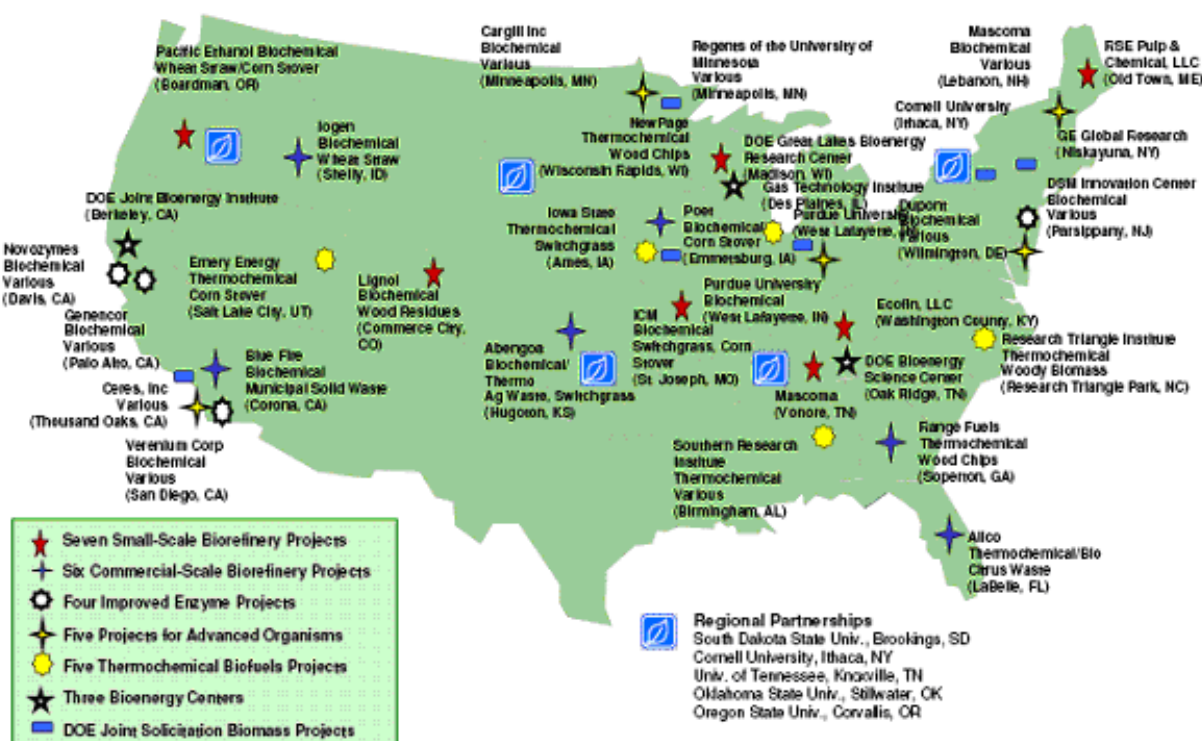 Pacific Ethanol Biochemical
Wheat Straw/Corn Stover
(Boardman, OR)
Cargill Inc
Biochemical
Various
(Minneapolis, MN)
Regents of the University of
Minnesota
Various
(Minneapolis, MN)
Mascoma
Biochemical
Various
(Lebanon, NH)
RSE Pulp &
Chemical, LLC
(Old Town, ME)
Cornell University
(Ithaca, NY)
GE Global Research
(Niskayuna, NY)
Iogen
Biochemical
Wheat Straw
(Shelly, ID)
NewPage
Thermochemical
Wood Chips
(Wisconsin Rapids, WI)
DOE Great Lakes Bioenergy
Research Center
(Madison, WI)
Gas Technology Institute
(Des Plaines, IL)
DSM Innovation Center
Biochemical
Various
(Parsippany, NJ)
DOE Joint Bioenergy Institute
(Berkeley, CA)
Iowa State
Thermochemical
Switchgrass
(Ames, IA)
Poet
Biochemical
Corn Stover
(Emmetsburg, IA)
Purdue University
(West Lafayette, IN)
Dupont
Biochemical
Various
(Wilmington, DE)
Novozymes
Biochemical
Various
(Davis, CA)
Emery Energy
Thermochemical
Corn Stover
(Salt Lake City, UT)
Lignol
Biochemical
Wood Residues
(Commerce City,
CO)
Purdue University
Biochemical
(West Lafayette, IN)
Ecofin, LLC
(Washington County, KY)
Genencor
Biochemical
Various
(Palo Alto, CA)
ICM
Biochemical
Switchgrass, Corn
Stover
(St. Joseph, MO)
Research Triangle Institute
Thermochemical
Woody Biomass
(Research Triangle Park, NC)
Blue Fire
Biochemical
Municipal Solid Waste
(Corona, CA)
Abengoa
Biochemical/
Thermo
Ag Waste, Switchgrass
(Hugoton, KS)
DOE Bioenergy
Science Center
(Oak Ridge, TN)
Ceres, Inc
Various
(Thousand Oaks, CA)
Mascoma
(Vonore, TN)
Verenium Corp
Biochemical
Various
(San Diego, CA)
Southern Research
Institute
Thermochemical
Various
(Birmingham, AL)
Range Fuels
Thermochemical
Wood Chips
(Soperton, GA)
Alico
Thermochemical/Bio
Citrus Waste
(LaBelle, FL)
Seven Small-Scale Biorefinery Projects
Six Commercial-Scale Biorefinery Projects
Four Improved Enzyme Projects
Five Projects for Advanced Organisms
Five Thermochemical Biofuels Projects
Three Bioenergy Centers
DOE Joint Solicitation Biomass Projects
Regional Partnerships
South Dakota State Univ., Brookings, SD
Cornell University, Ithaca, NY
Univ. of Tennessee, Knoxville, TN
Oklahoma State Univ., Stillwater, OK
Oregon State Univ., Corvallis, OR